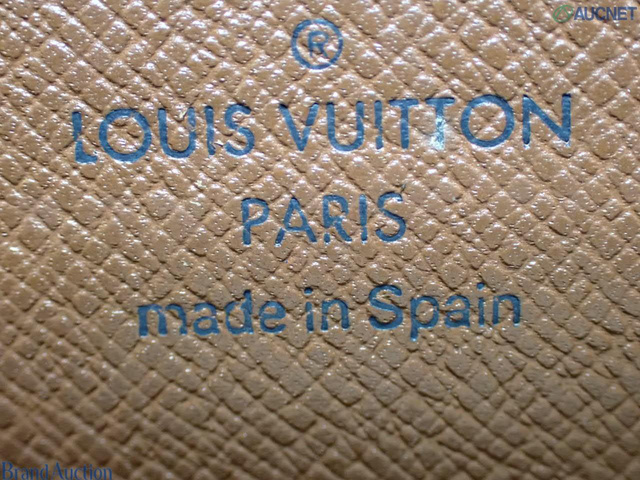 AUCNET
®
LOUIS VUITTON
PARIS
made in Spain
Brand Auction